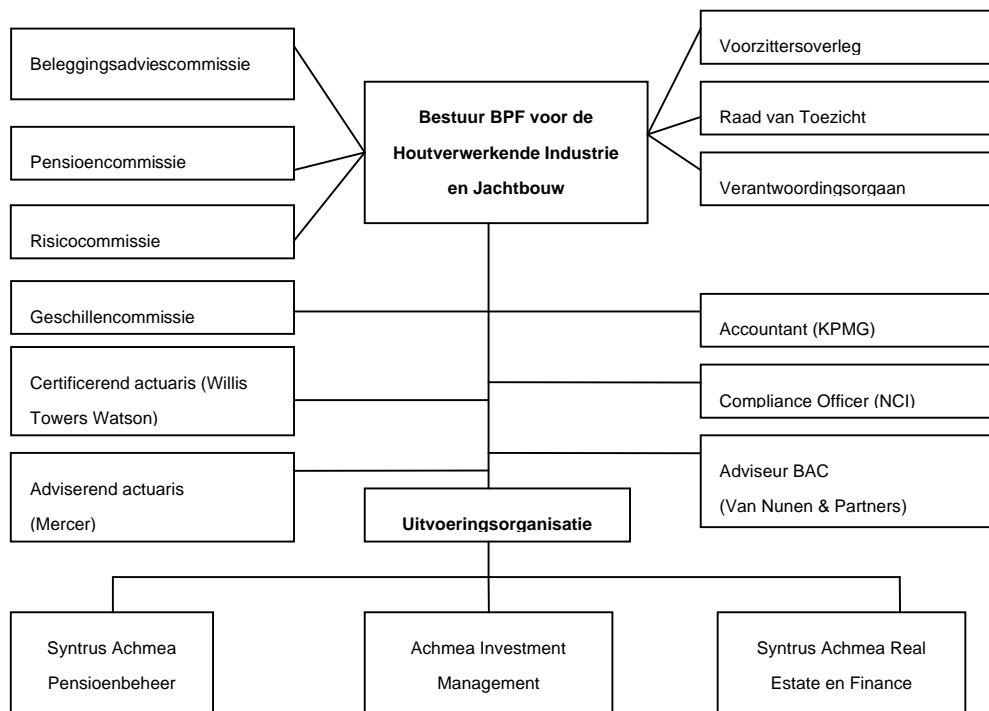 Beleggingsadviescommissie
Pensioencommissie
Risicocommissie
Bestuur BPF voor de
Houtverwerkende Industrie
en Jachtbouw
Voorzittersoverleg
Raad van Toezicht
Verantwoordingsorgaan
Geschillencommissie
Certificerend actuaris (Willis
Towers Watson)
Adviserend actuaris
(Mercer)
Accountant (KPMG)
Compliance Officer (NCI)
Adviseur BAC
(Van Nunen & Partners)
Uitvoeringsorganisatie
Syntrus Achmea
Pensioenbeheer
Achmea Investment
Management
Syntrus Achmea Real
Estate en Finance